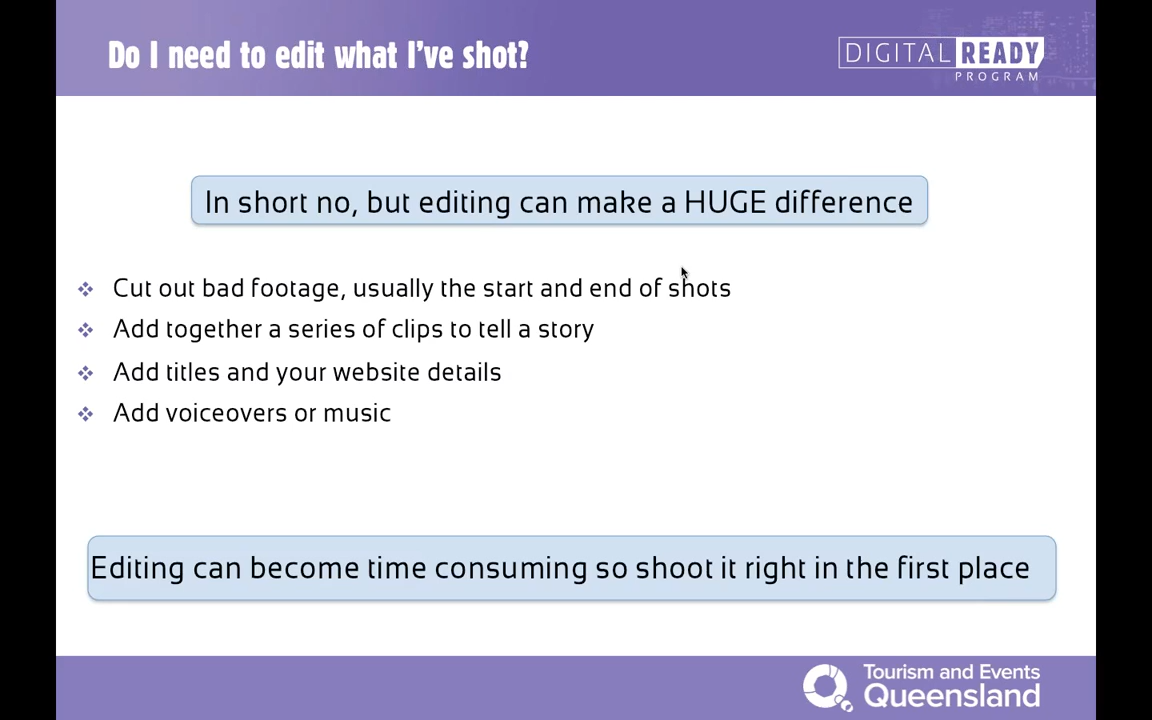 Do I need to edit what I've shot?
DIGITAL READY
PROGRAM
In short no, but editing can make a HUGE difference
Cut out bad footage, usually the start and end of shots
Add together a series of clips to tell a story
Add titles and your website details
Add voiceovers or music
Editing can become time consuming so shoot it right in the first place
Tourism and Events
Queensland